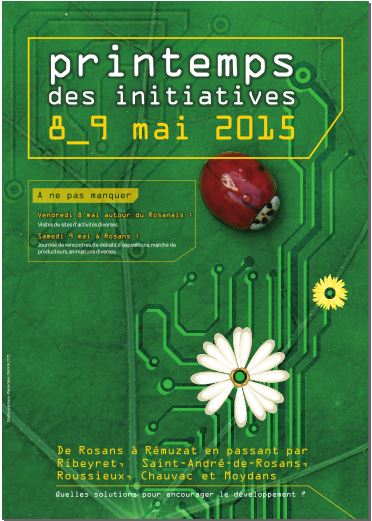 printemps
des initiatives
8_9 mai 2015
A ne pas manquer
Vendredi 8 mai autour du Rosanais :
Visites de sites d'activités diverses.
Samedi 9 mai à Rosans :
Journée de rencontres, de débats, d'expositions, marché de
producteurs, animations diverses.
De Rosans à Rémuzat en passant par
Ribeyret, Saint-André-de-Rosans,
Roussieux, Chauvac et Moydans
Quelles solutions pour encourager le développement ?